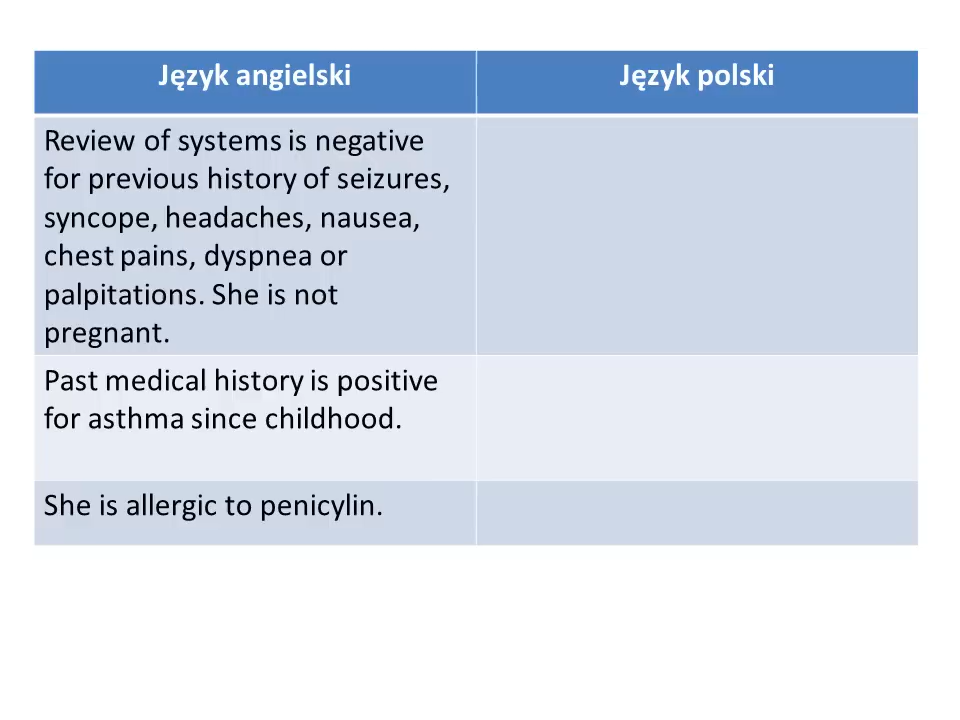 Język angielski
Język polski
Review of systems is negative
for previous history of seizures,
syncope, headaches, nausea,
chest pains, dyspnea or
palpitations. She is not
pregnant.
Past medical history is positive
for asthma since childhood.
She is allergic to penicylin.